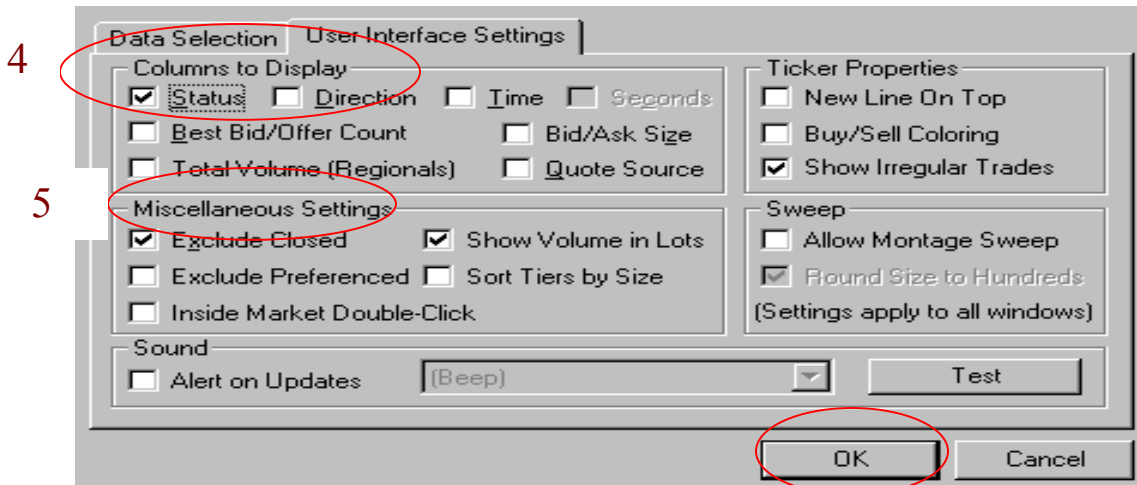 4
Data Selection User Interface Settings
Columns to Display
Status Direction Time Seconds
Best Bid/Offer Count Bid/Ask Size
Total Volume (Regionals) Quote Source
Ticker Properties
New Line On Top
Buy/Sell Coloring
Show Irregular Trades
5
Miscellaneous Settings
Exclude Closed Show Volume in Lots
Exclude Preferenced Sort Tiers by Size
Inside Market Double-Click
Sweep
Allow Montage Sweep
Round Size to Hundreds
(Settings apply to all windows)
Sound
Alert on Updates (Beep) Test
OK Cancel